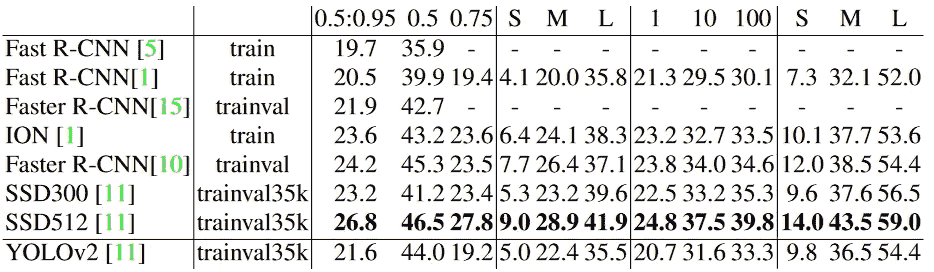 0.5:0.95 0.5 0.75 S M L 1 10 100 S M L
Fast R-CNN [5] train 19.7 35.9 - - - - - - - - - -
Fast R-CNN[1] train 20.5 39.9 19.4 4.1 20.0 35.8 21.3 29.5 30.1 7.3 32.1 52.0
Faster R-CNN[15] trainval 21.9 42.7 - - - - - - - - - -
ION [1] train 23.6 43.2 23.6 6.4 24.1 38.3 23.2 32.7 33.5 10.1 37.7 53.6
Faster R-CNN[10] trainval 24.2 45.3 23.5 7.7 26.4 37.1 23.8 34.0 34.6 12.0 38.5 54.4
SSD300 [11] trainval35k 23.2 41.2 23.4 5.3 23.2 39.6 22.5 33.2 35.3 9.6 37.6 56.5
SSD512 [11] trainval35k 26.8 46.5 27.8 9.0 28.9 41.9 24.8 37.5 39.8 14.0 43.5 59.0
YOLOv2 [11] trainval35k 21.6 44.0 19.2 5.0 22.4 35.5 20.7 31.6 33.3 9.8 36.5 54.4